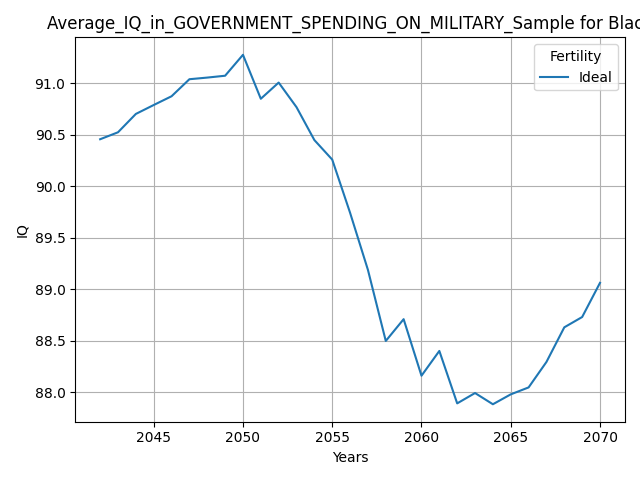 Average_IQ_in_GOVERNMENT_SPENDING_ON_MILITARY_Sample for Blac
Fertility
Ideal
91.0
90.5
90.0
89.5
89.0
88.5
88.0
IQ
2045 2050 2055 2060 2065 2070
Years